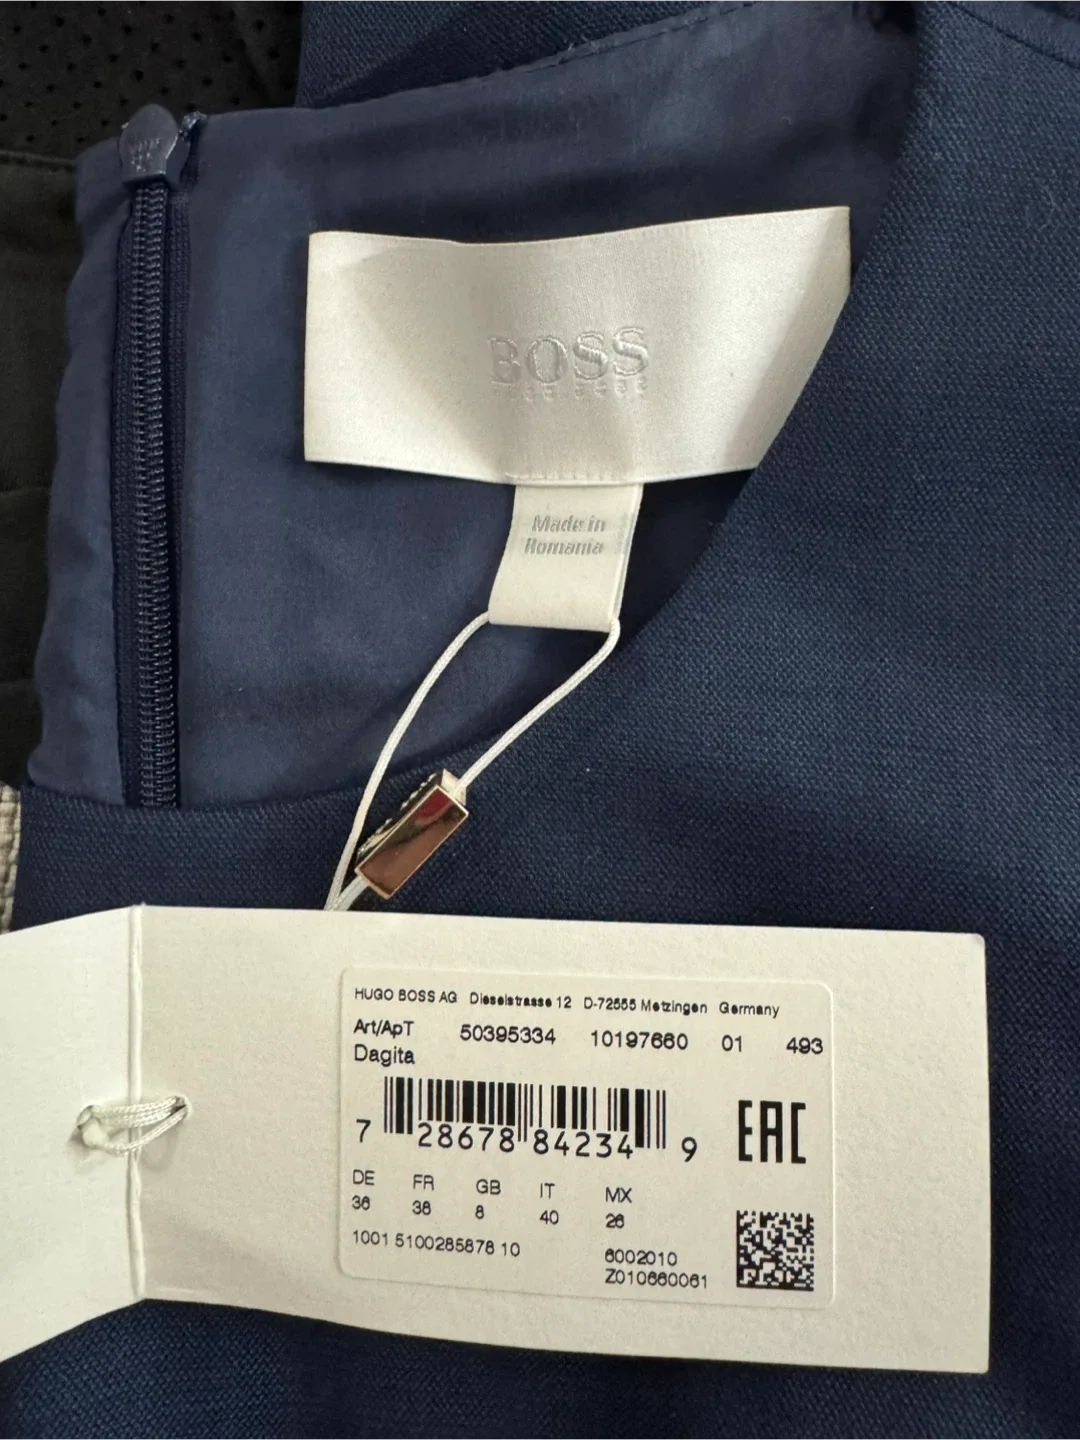 BOSS
HUGO BOSS
Made in
Romania
HUGO BOSS AG Dieselstrasse 12 D-72555 Metzingen Germany
Art/ApT 50395334 10197660 01 493
Dagita
7 28678 84234 9
EAC
DE FR GB IT MX
36 38 8 40 26
1001 5100285878 10 6002010
Z010660061